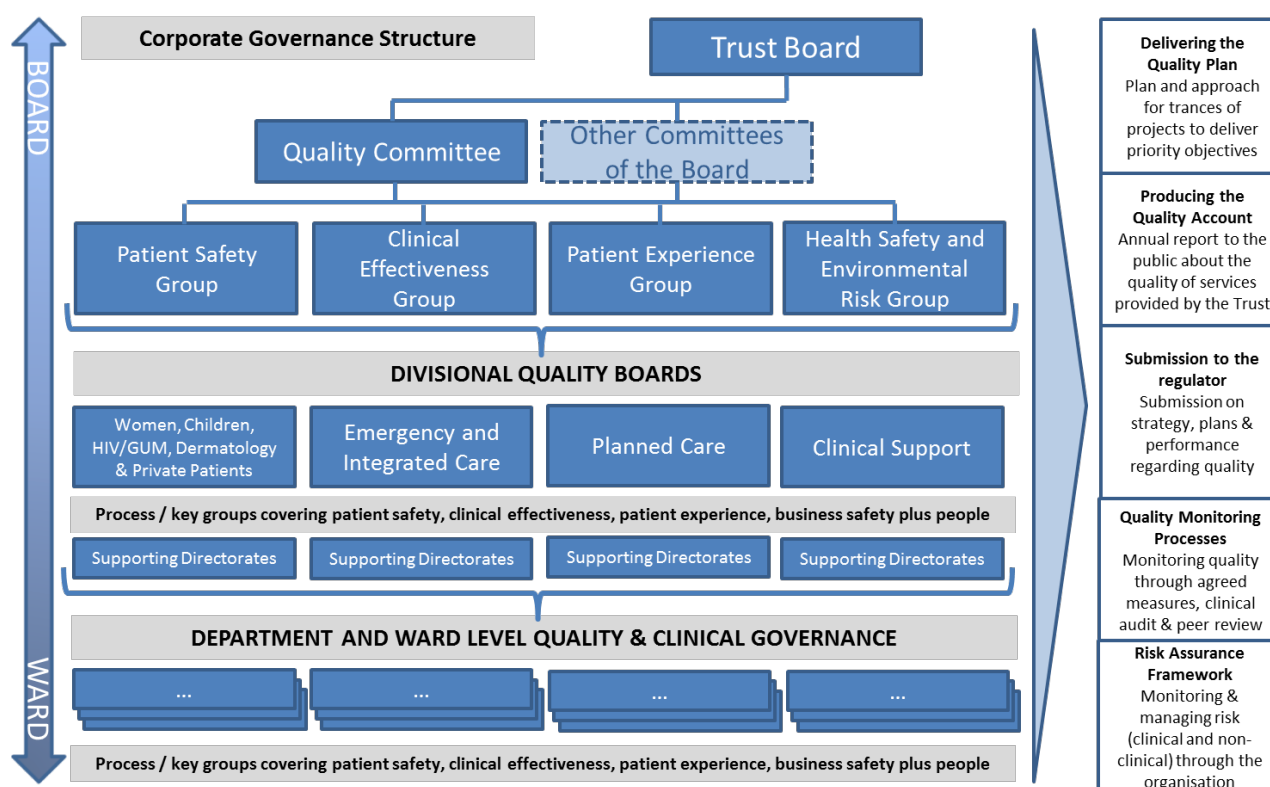 Corporate Governance Structure
Trust Board
BOARD
Quality Committee
Other Committees
of the Board
Patient Safety
Group
Clinical
Effectiveness
Group
Patient Experience
Group
Health Safety and
Environmental
Risk Group
DIVISIONAL QUALITY BOARDS
Women, Children,
HIV/GUM, Dermatology
& Private Patients
Emergency and
Integrated Care
Planned Care
Clinical Support
Process / key groups covering patient safety, clinical effectiveness, patient experience, business safety plus people
Supporting Directorates
Supporting Directorates
Supporting Directorates
Supporting Directorates
DEPARTMENT AND WARD LEVEL QUALITY & CLINICAL GOVERNANCE
WARD
...
...
...
...
Process / key groups covering patient safety, clinical effectiveness, patient experience, business safety plus people
Delivering the
Quality Plan
Plan and approach
for trances of
projects to deliver
priority objectives
Producing the
Quality Account
Annual report to the
public about the
quality of services
provided by the Trust
Submission to the
regulator
Submission on
strategy, plans &
performance
regarding quality
Quality Monitoring
Processes
Monitoring quality
through agreed
measures, clinical
audit & peer review
Risk Assurance
Framework
Monitoring &
managing risk
(clinical and non-
clinical) through the
organisation